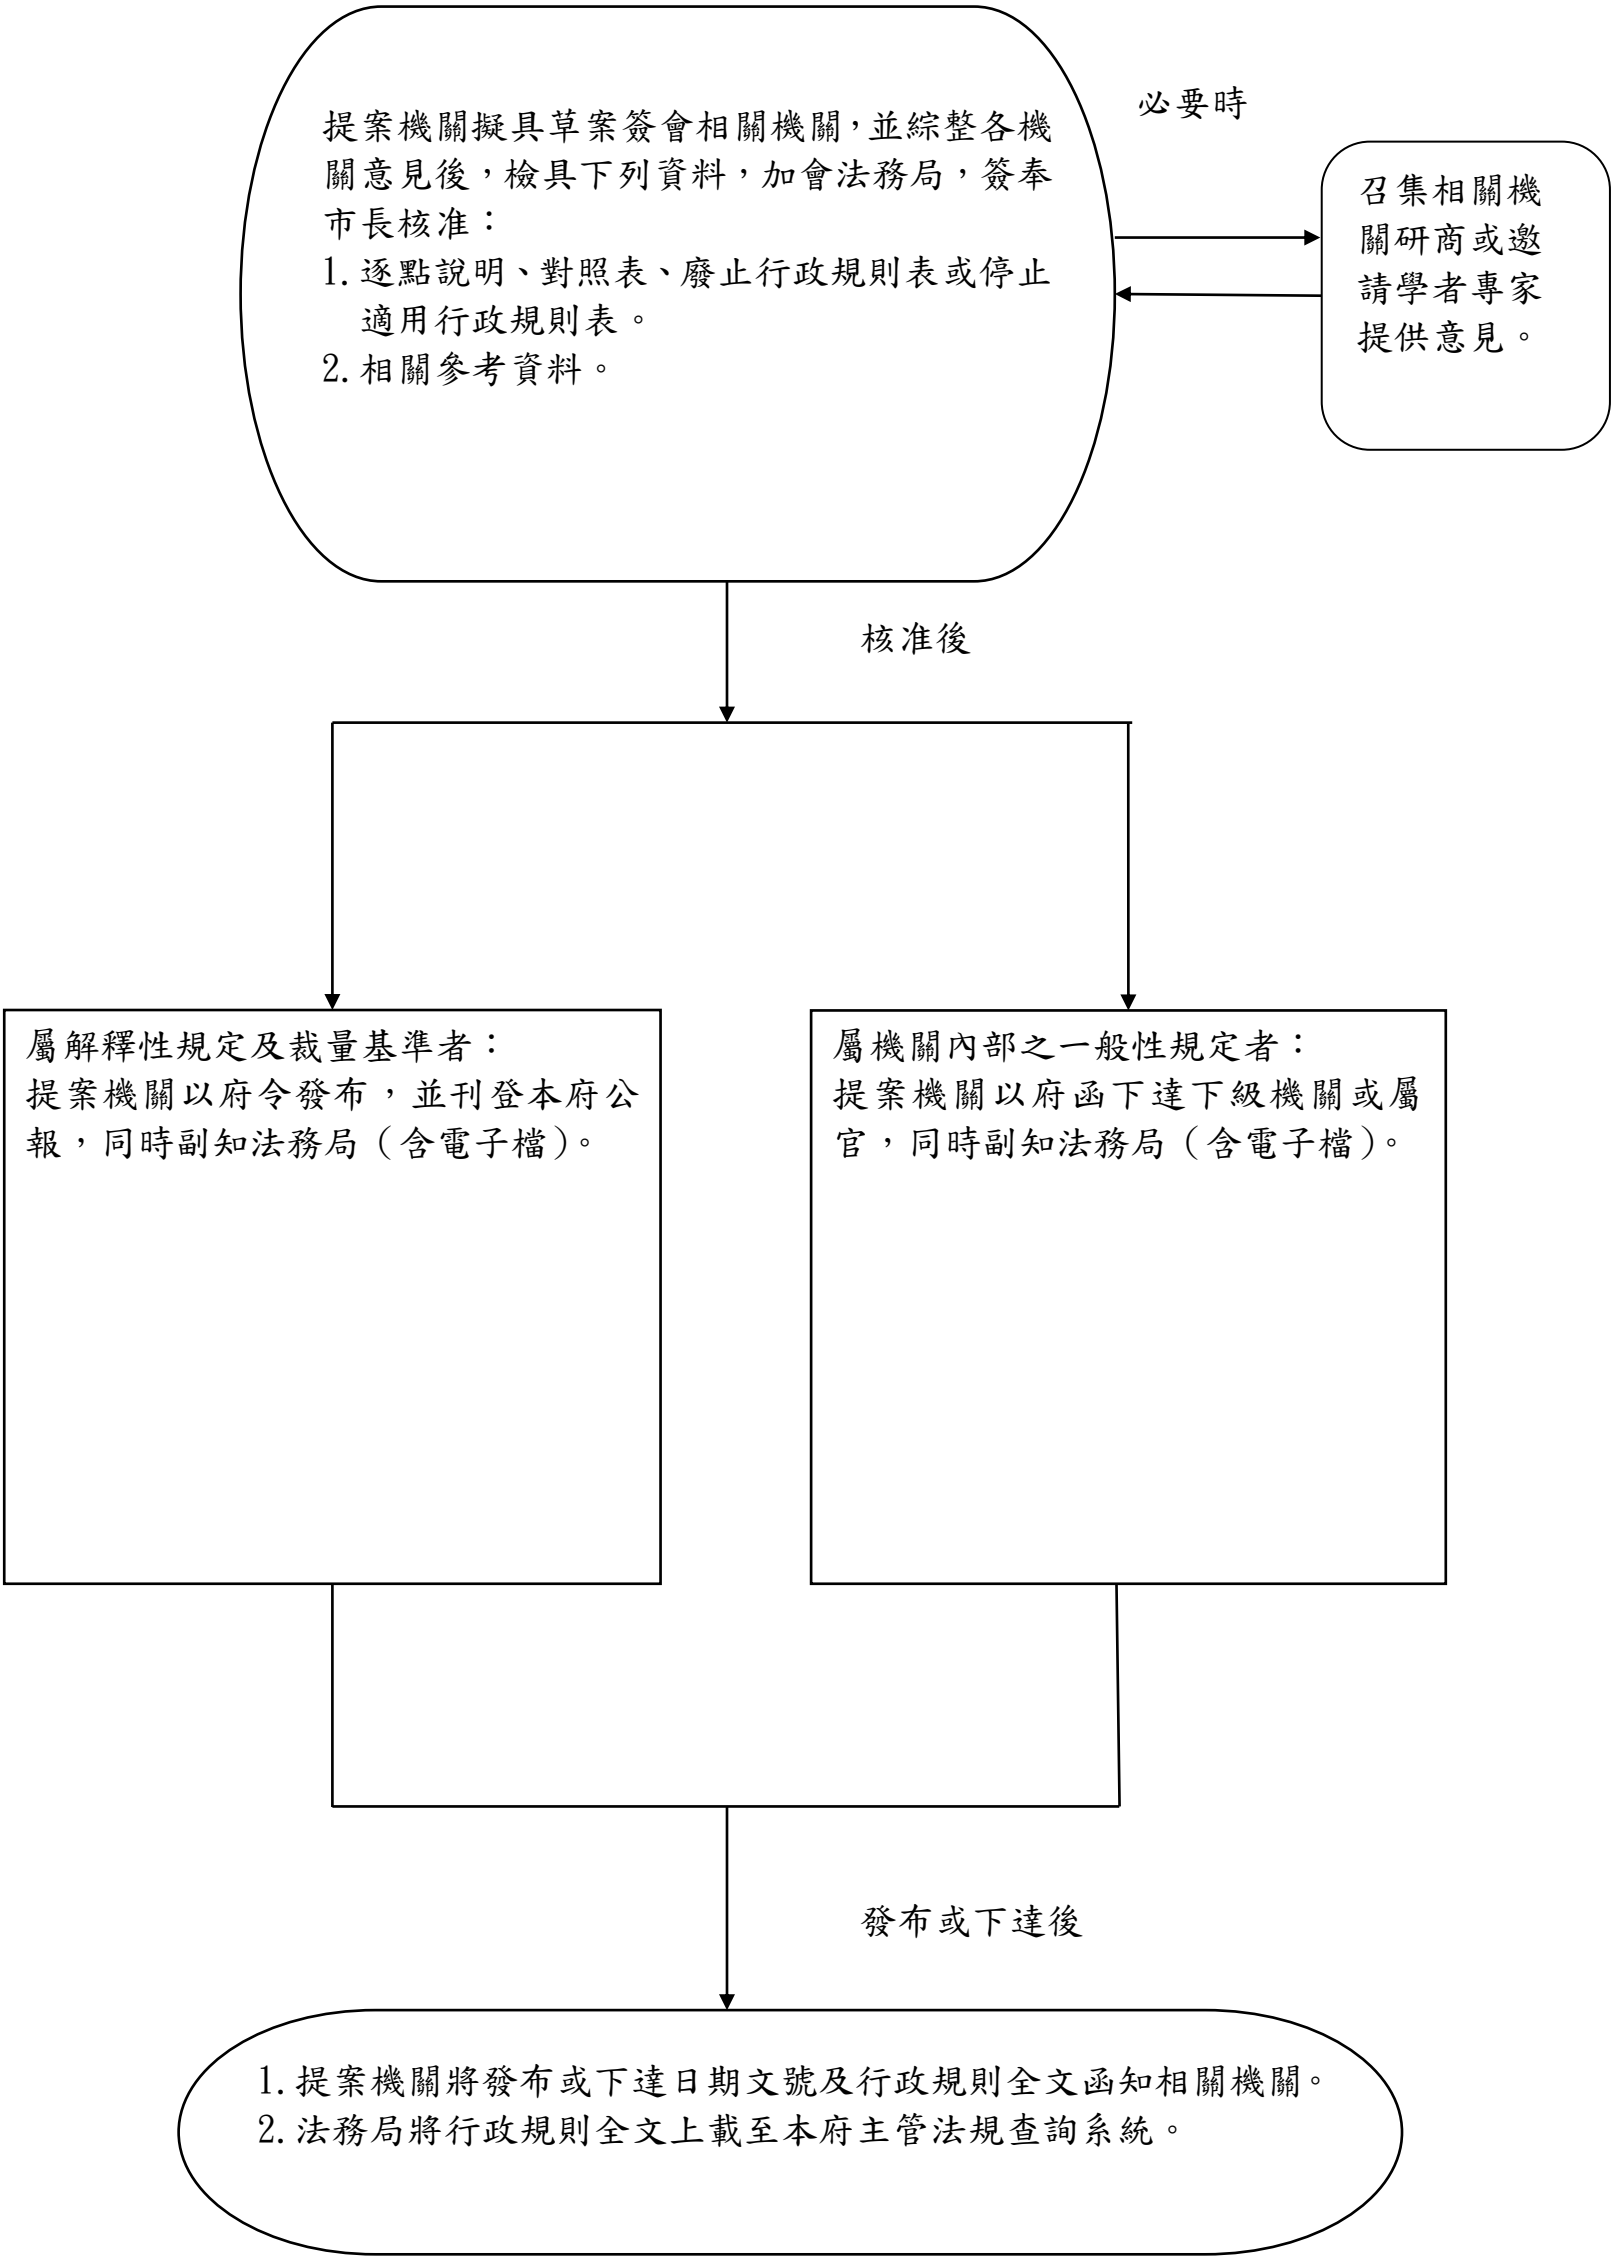 提案機關擬具草案簽會相關機關，並綜整各機
關意見後，檢具下列資料，加會法務局，簽奉
市長核准：
1.逐點說明、對照表、廢止行政規則表或停止
適用行政規則表。
2.相關參考資料。
必要時
召集相關機
關研商或邀
請學者專家
提供意見。
核准後
屬解釋性規定及裁量基準者：
提案機關以府令發布，並刊登本府公
報，同時副知法務局（含電子檔）。
屬機關內部之一般性規定者：
提案機關以府函下達下級機關或屬
官，同時副知法務局（含電子檔）。
發布或下達後
1.提案機關將發布或下達日期文號及行政規則全文函知相關機關。
2.法務局將行政規則全文上載至本府主管法規查詢系統。